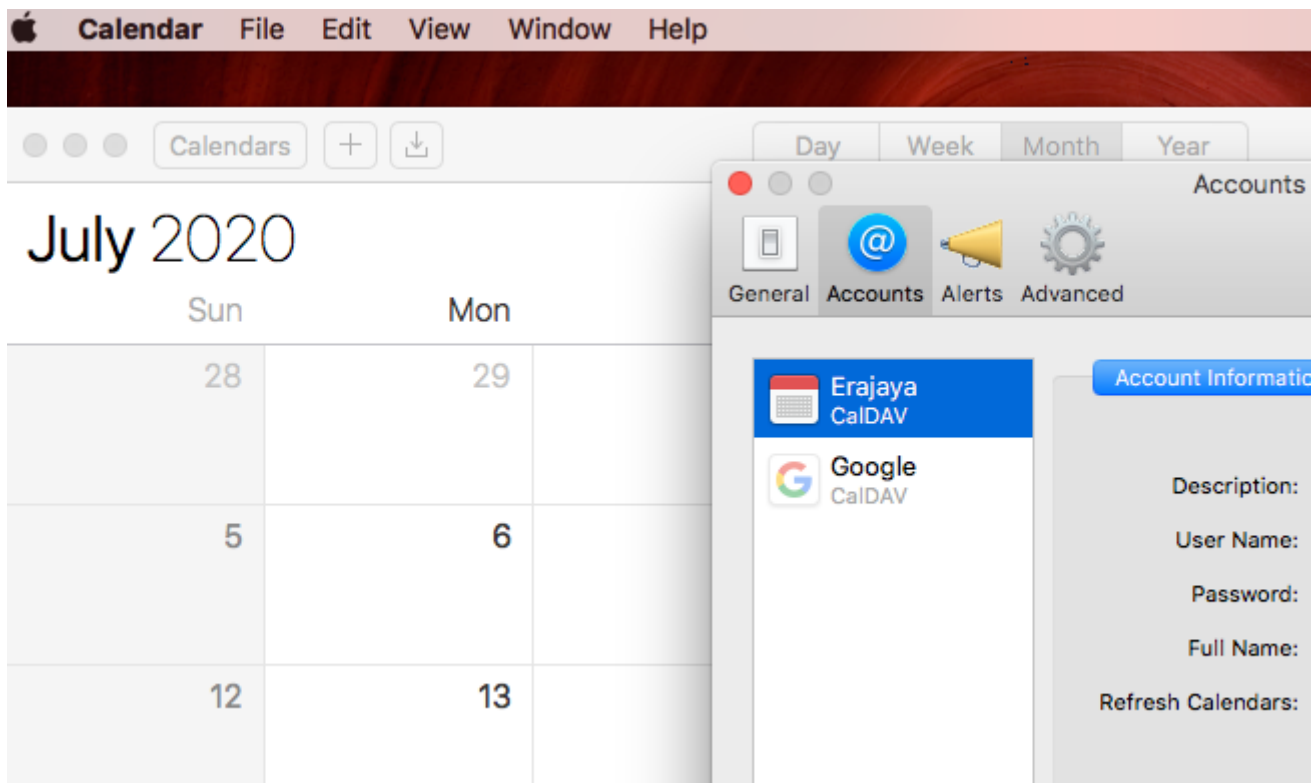 Calendar File Edit View Window Help
Calendars
Day Week Month Year
Accounts
July 2020
General Accounts Alerts Advanced
Sun Mon
28 29
Erajaya
CalDAV
Account Informatio
Google
CalDAV
Description:
5 6
User Name:
Password:
Full Name:
12 13
Refresh Calendars: